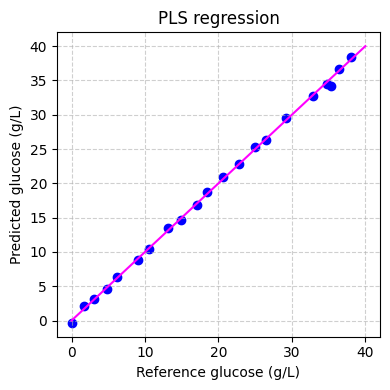 PLS regression
Predicted glucose (g/L)
40
35
30
25
20
15
10
5
0
0 10 20 30 40
Reference glucose (g/L)